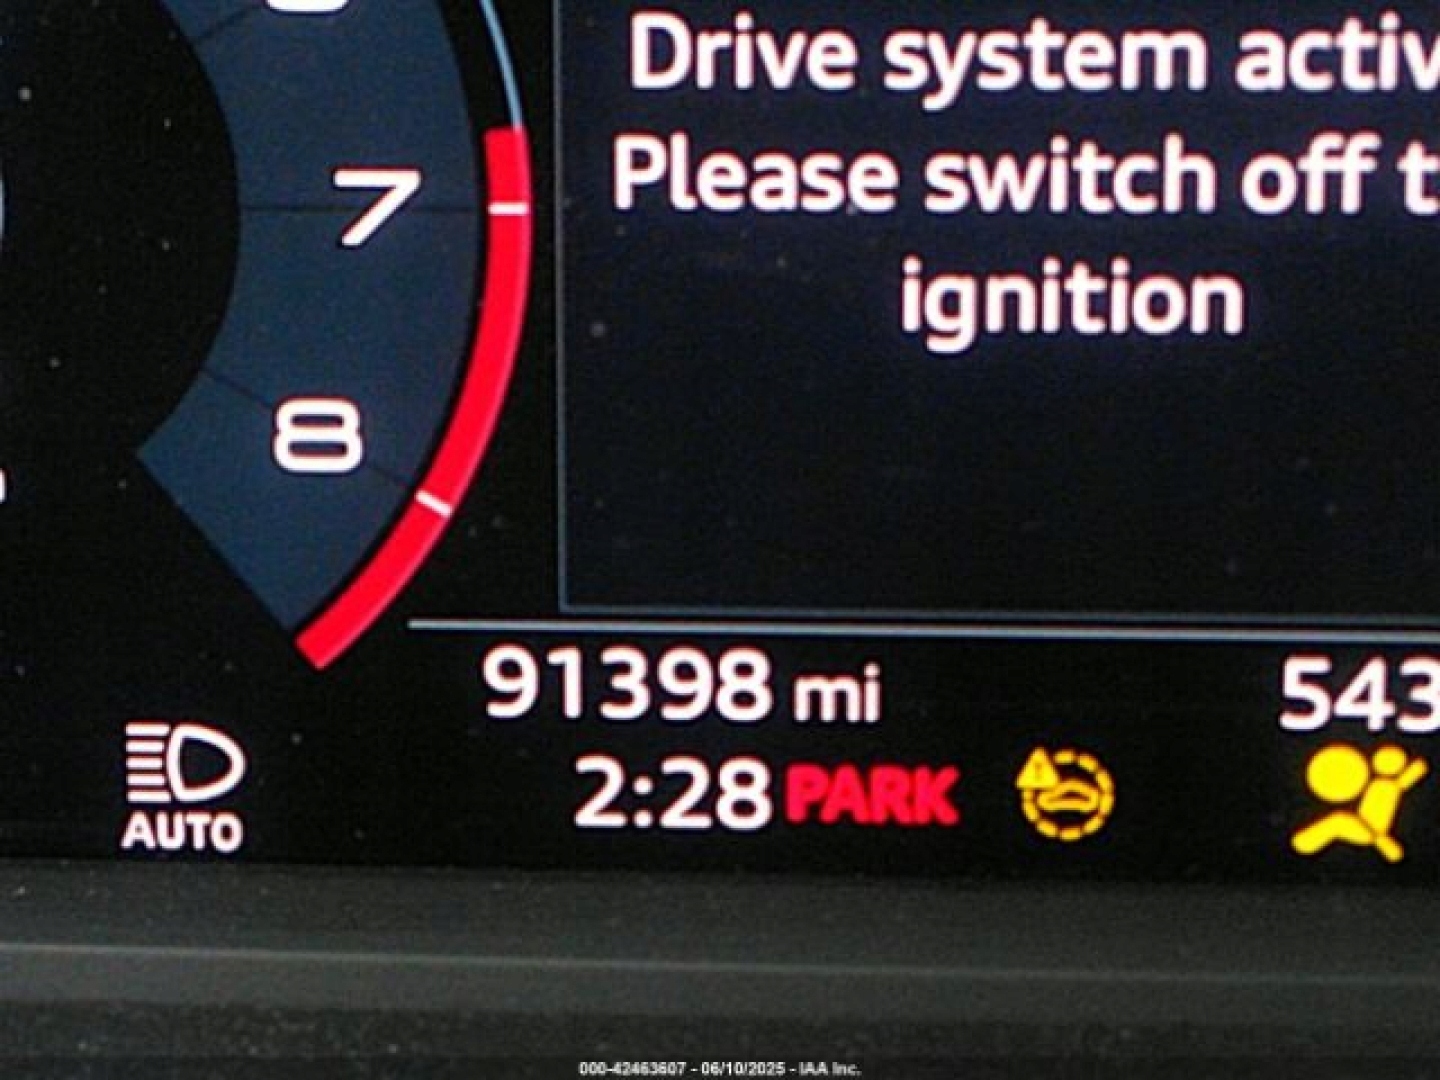 Drive system activ
Please switch off t
ignition
7
8
91398 mi
543
2:28 PARK
AUTO
000-42463607 - 06/10/2025 - IAA Inc.